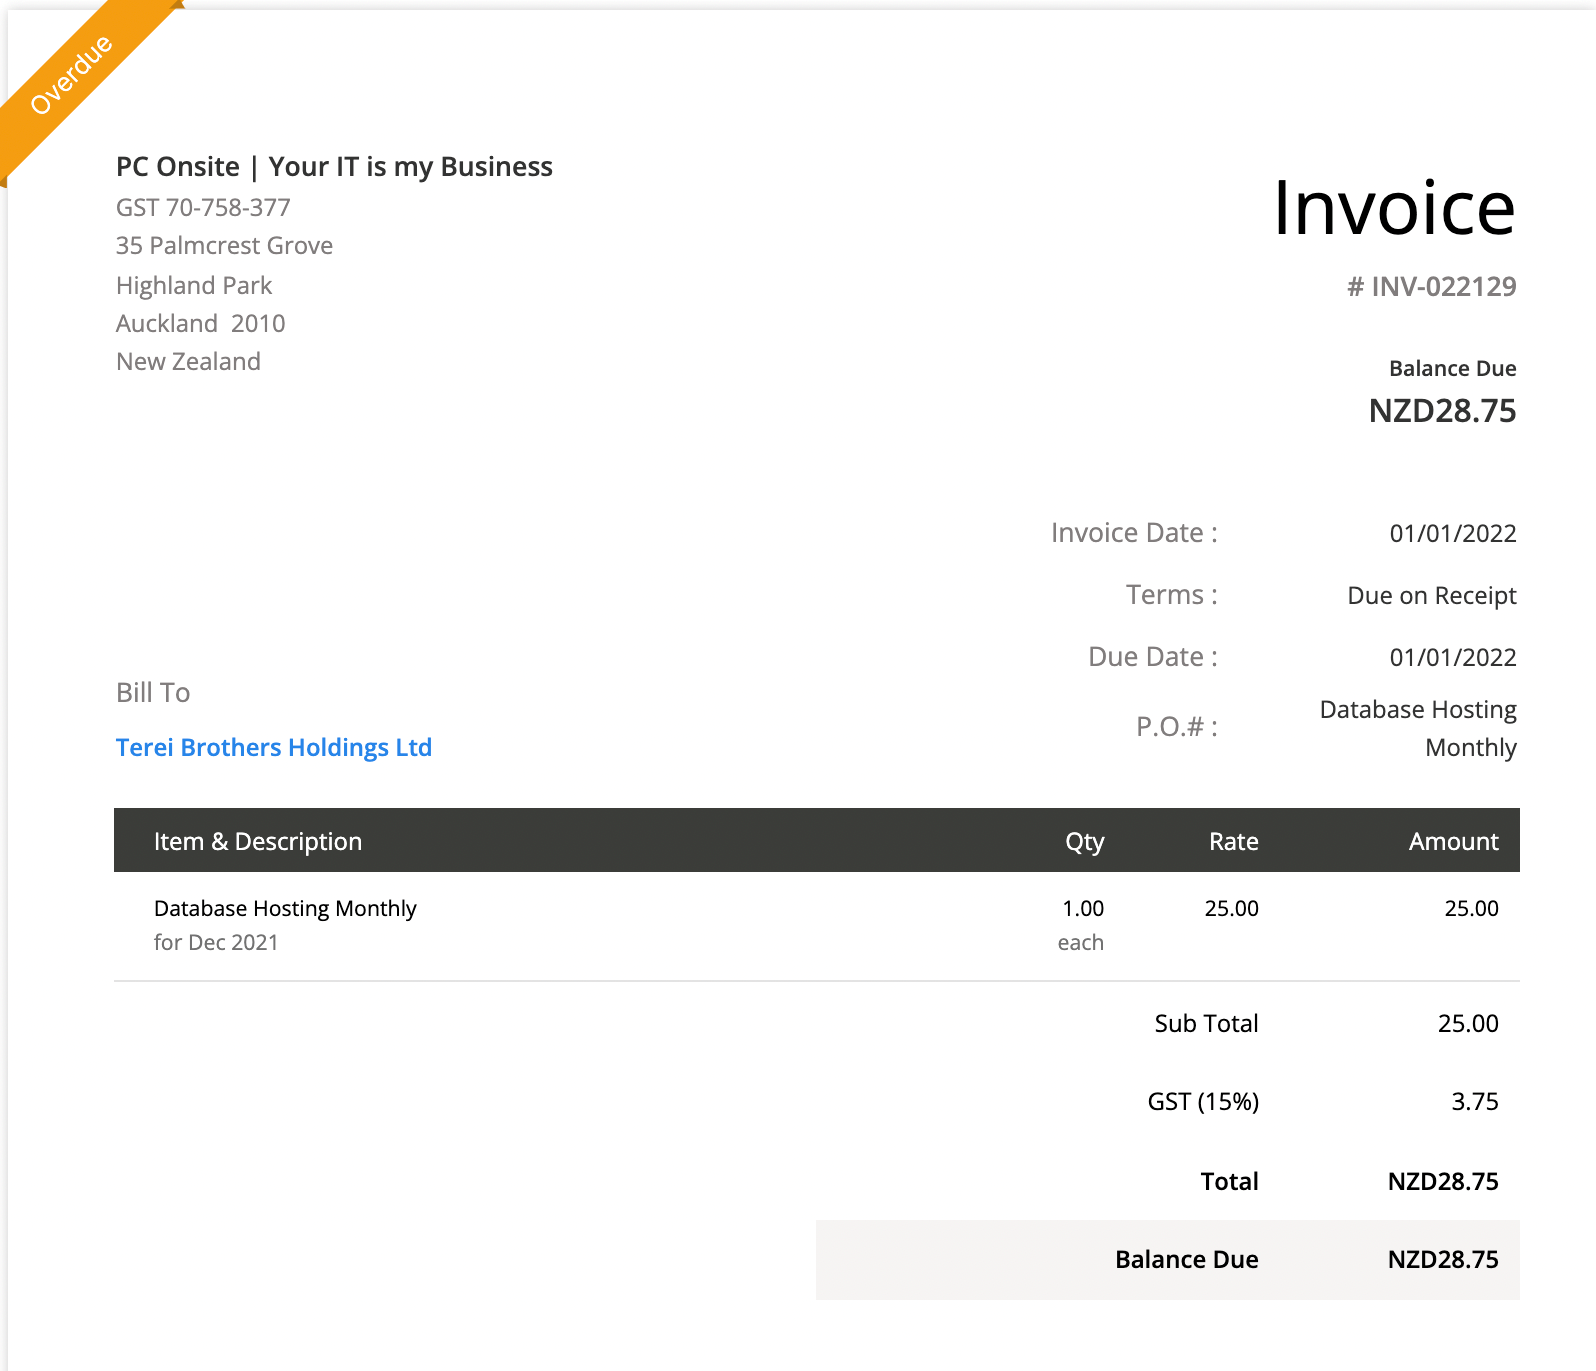 Overdue
PC Onsite | Your IT is my Business
GST 70-758-377
35 Palmcrest Grove
Highland Park
Auckland  2010
New Zealand
Invoice
# INV-022129
Balance Due
NZD28.75
Invoice Date : 01/01/2022
Terms : Due on Receipt
Due Date : 01/01/2022
P.O.# : Database Hosting
Monthly
Bill To
Terei Brothers Holdings Ltd
Item & Description Qty Rate Amount
Database Hosting Monthly 1.00 25.00 25.00
for Dec 2021 each
Sub Total 25.00
GST (15%) 3.75
Total NZD28.75
Balance Due NZD28.75